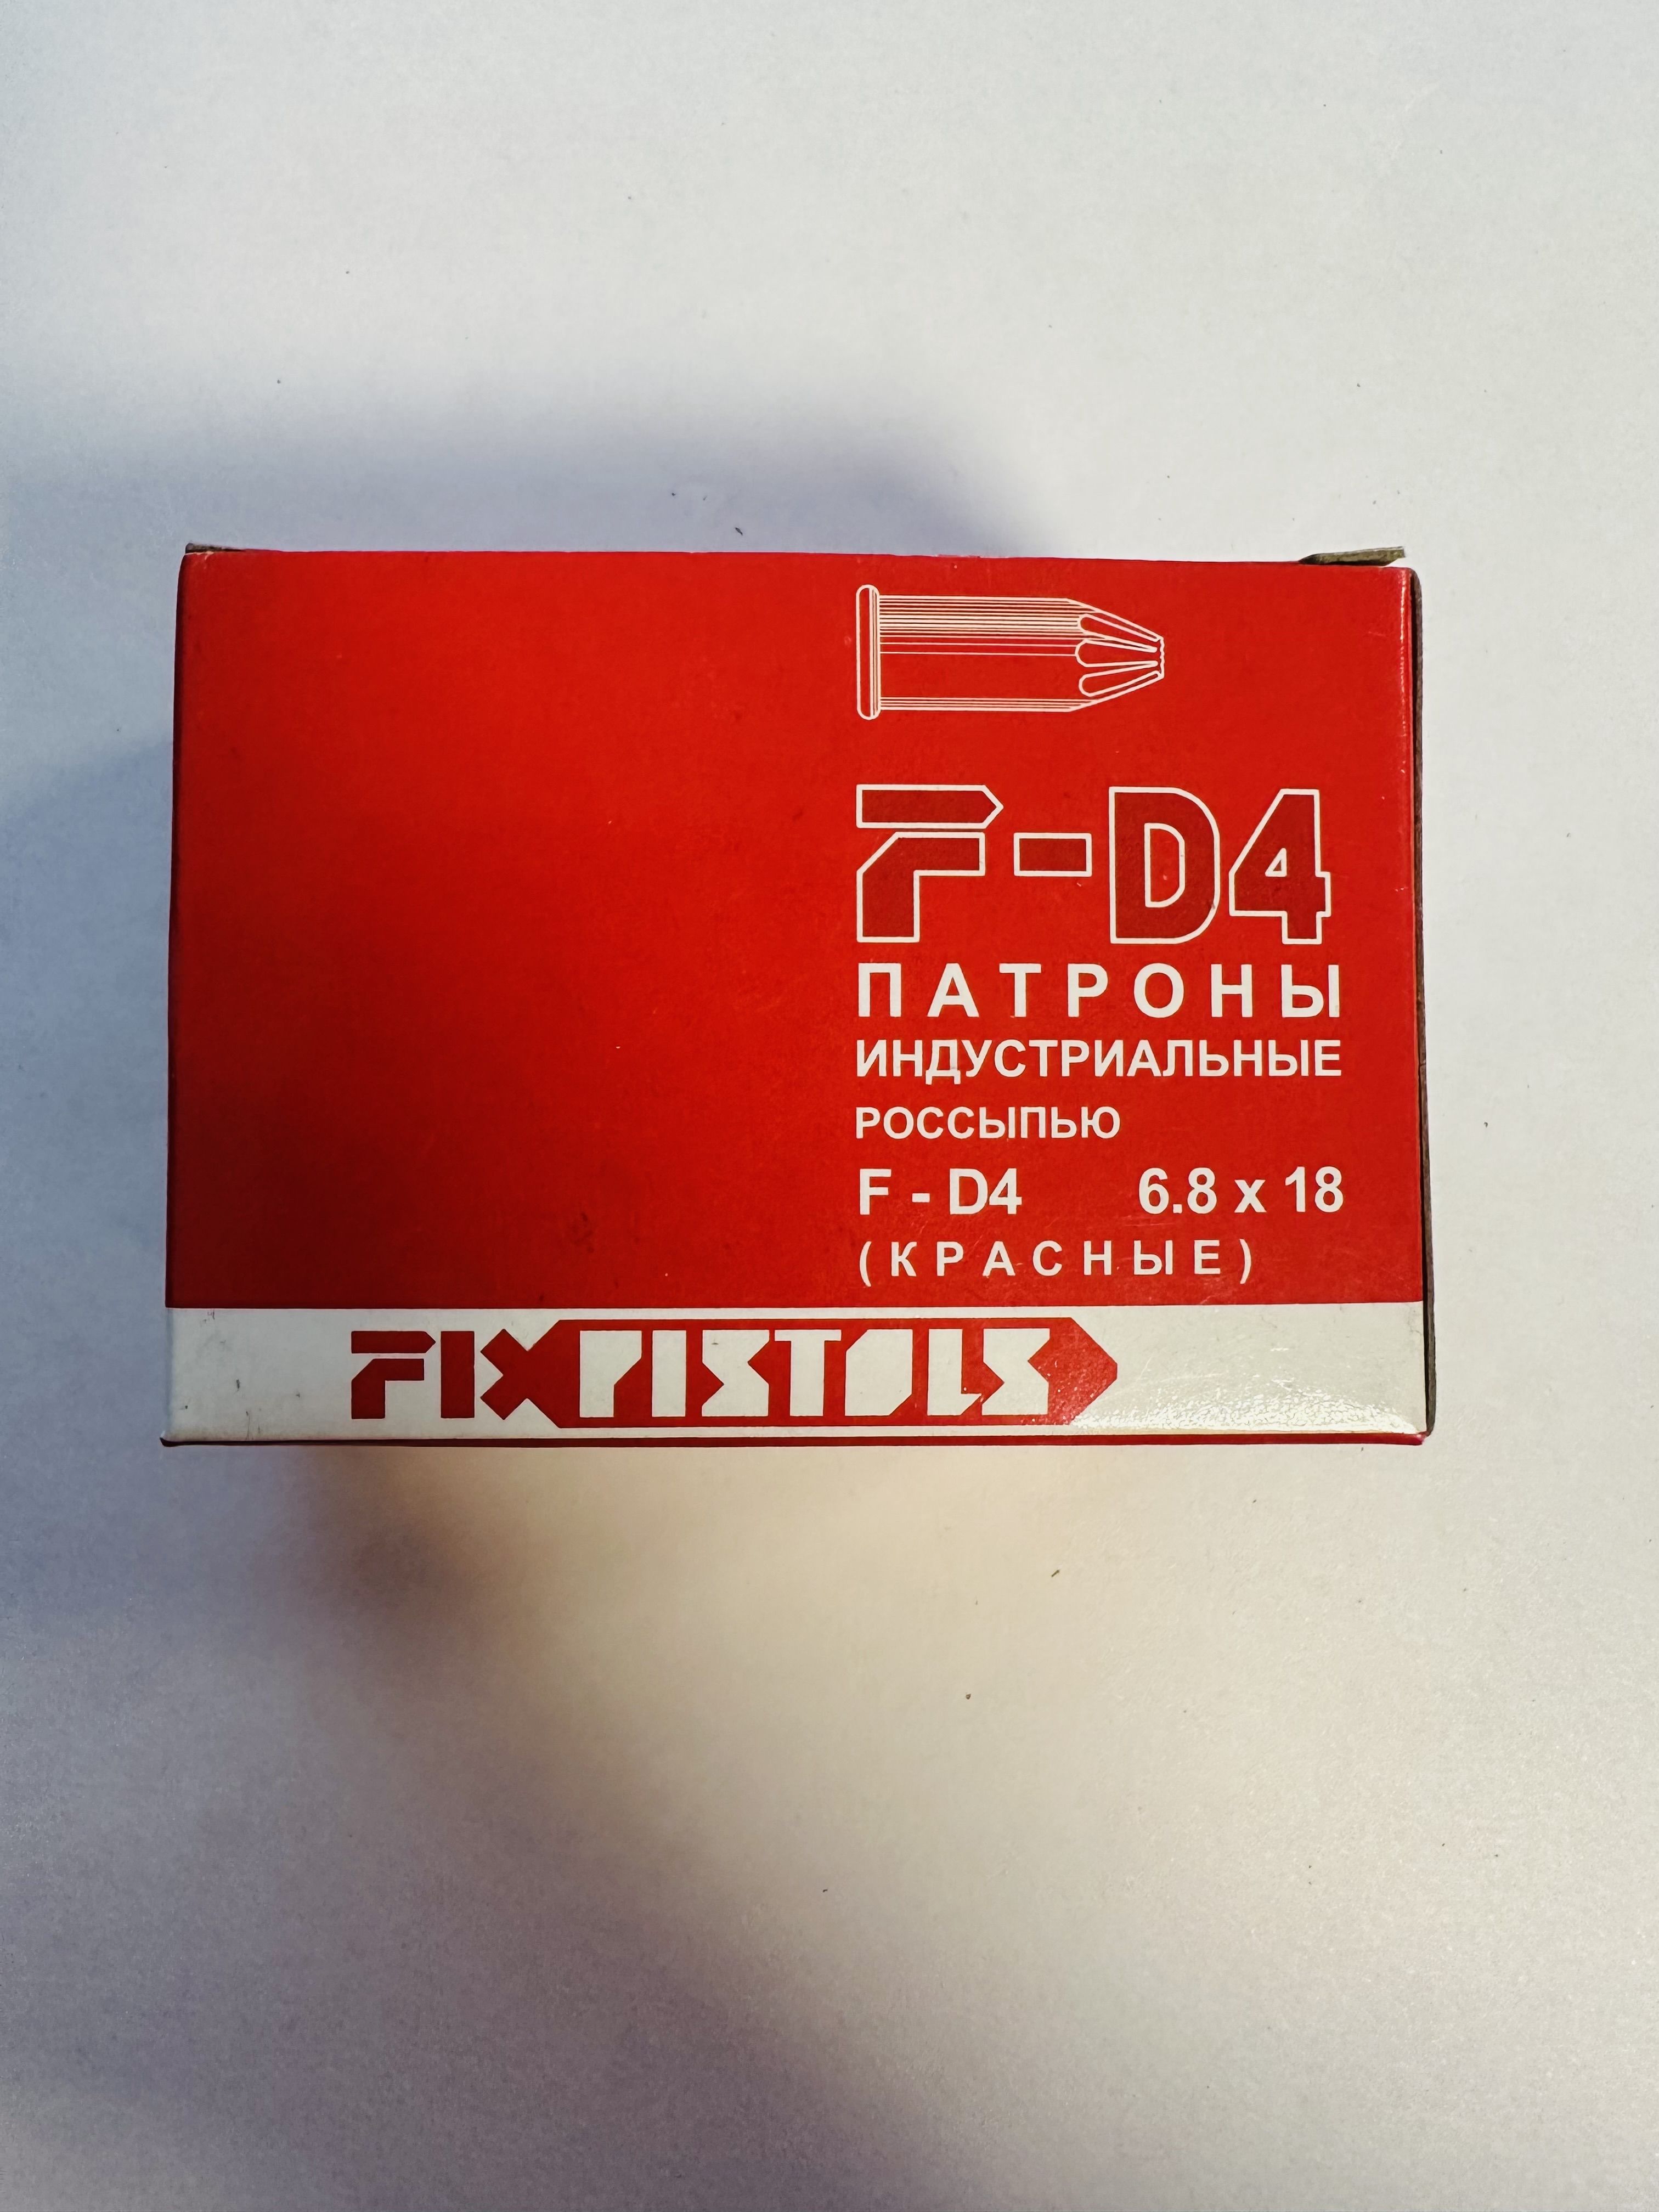 F-D4
ПАТРОНЫ
ИНДУСТРИАЛЬНЫЕ
РОССЫПЬЮ
F - D4 6.8 x 18
(КРАСНЫЕ)
FIXPISTOLS